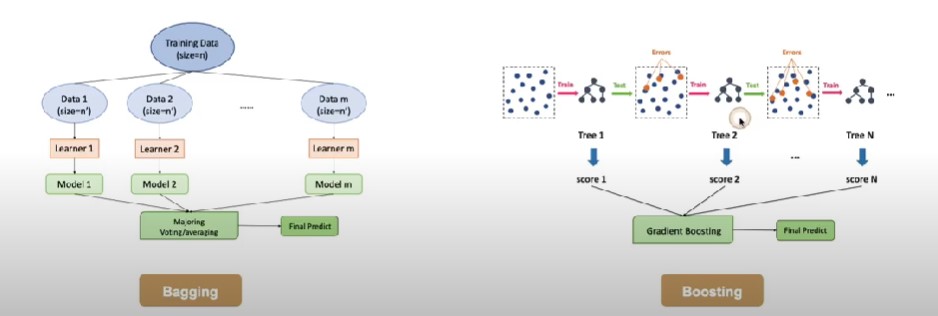 Training Data
(size=n)
Data 1
(size=n')
Data 2
(size=n')
......
Data m
(size=n')
Learner 1
Learner 2
Learner m
Model 1
Model 2
Model m
Majoring
Voting/averaging
Final Predict
Bagging
Errors
Errors
Train
Test
Train
Test
Train
...
Tree 1
Tree 2
Tree N
...
score 1
score 2
score N
Gradient Boosting
Final Predict
Boosting